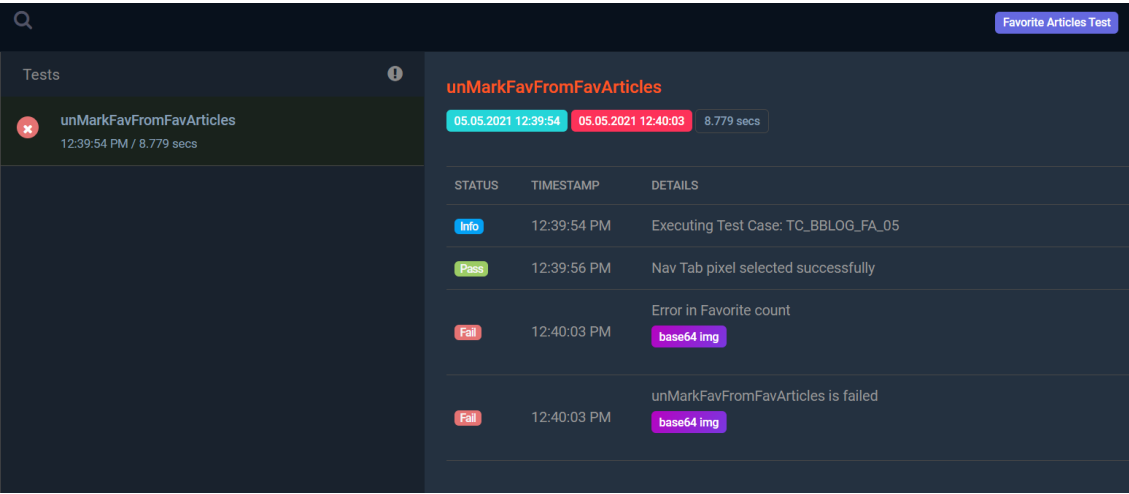 Favorite Articles Test
Tests
unMarkFavFromFavArticles
12:39:54 PM / 8.779 secs
unMarkFavFromFavArticles
05.05.2021 12:39:54 05.05.2021 12:40:03 8.779 secs
STATUS TIMESTAMP DETAILS
Info 12:39:54 PM Executing Test Case: TC_BBLOG_FA_05
Pass 12:39:56 PM Nav Tab pixel selected successfully
Error in Favorite count
Fail 12:40:03 PM
base64 img
unMarkFavFromFavArticles is failed
Fail 12:40:03 PM
base64 img